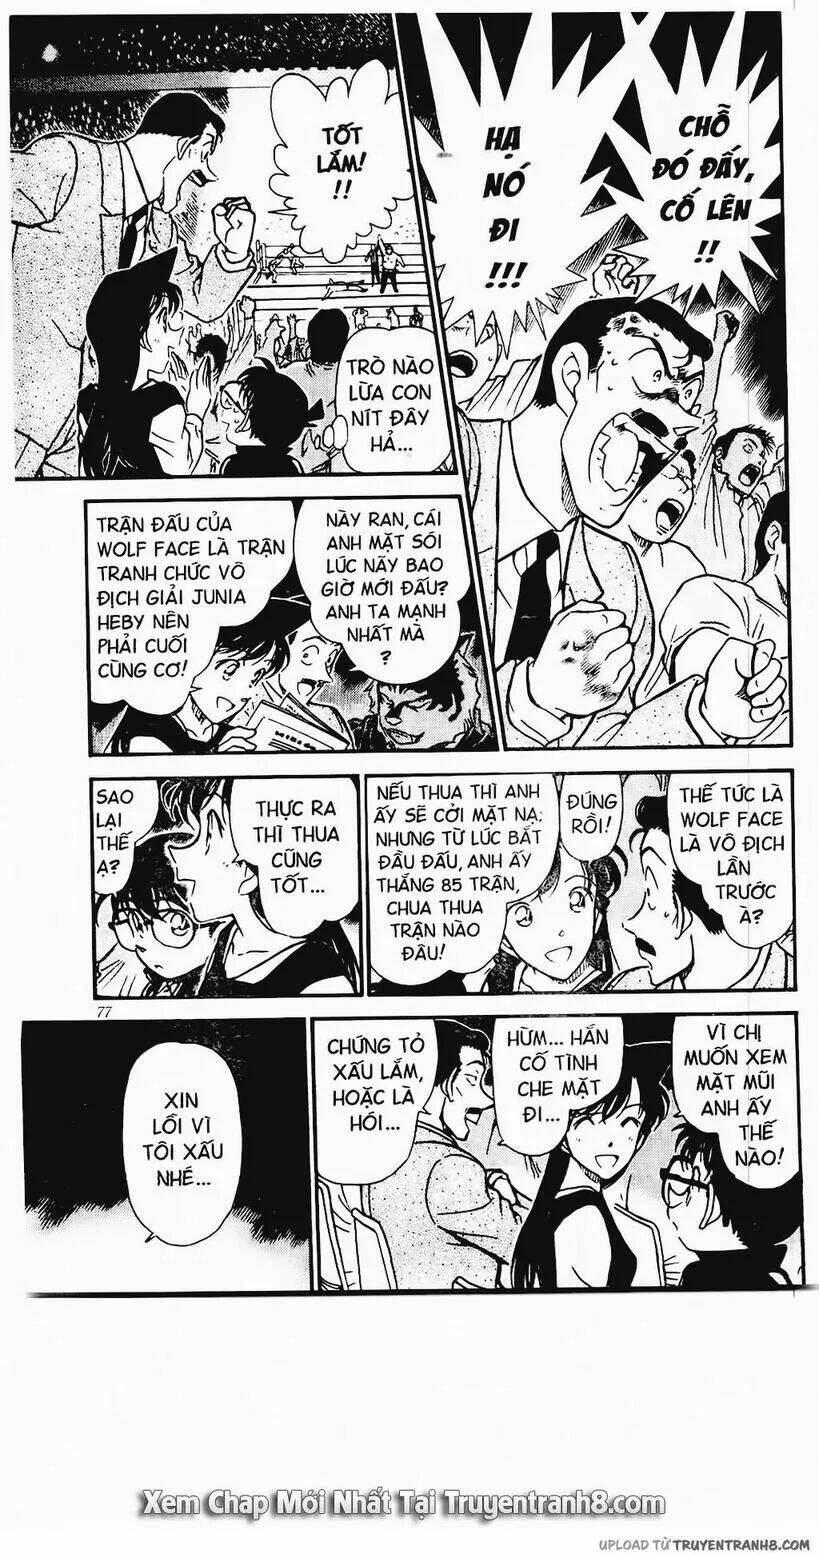 CHỖ
ĐÓ ĐẤY,
CỐ LÊN
!!
HẠ
NÓ
ĐI
!!!
TỐT
LẮM!
!!
TRÒ NÀO
LỪA CON
NÍT ĐÂY
HẢ...
NÀY RAN, CÁI
ANH MẶT SÓI
LÚC NÃY BAO
GIỜ MỚI ĐẤU?
ANH TA MẠNH
NHẤT MÀ
?
TRẬN ĐẤU CỦA
WOLF FACE LÀ TRẬN
TRANH CHỨC VÔ
ĐỊCH GIẢI JUNIA
HEBY NÊN
PHẢI CUỐI
CÙNG CƠ!
THẾ TỨC LÀ
WOLF FACE
LÀ VÔ ĐỊCH
LẦN
TRƯỚC
À?
ĐÚNG
RỒI!
NẾU THUA THÌ ANH
ẤY SẼ CỞI MẶT NẠ;
NHƯNG TỪ LÚC BẮT
ĐẦU ĐẤU, ANH ẤY
THẮNG 85 TRẬN,
CHƯA THUA
TRẬN NÀO
ĐÂU!
THỰC RA
THÌ THUA
CŨNG
TỐT...
SAO
LẠI
THẾ
Ạ?
77
VÌ CHỊ
MUỐN XEM
MẶT MŨI
ANH ẤY
THẾ
NÀO!
HỪM... HẮN
CỐ TÌNH
CHE MẶT
ĐI...
CHỨNG TỎ
XẤU LẮM,
HOẶC LÀ
HÓI...
XIN
LỖI VÌ
TÔI XẤU
NHÉ...
Xem Chap Mới Nhất Tại Truyentranh8.com
UPLOAD TỪ TRUYENTRANH8.COM